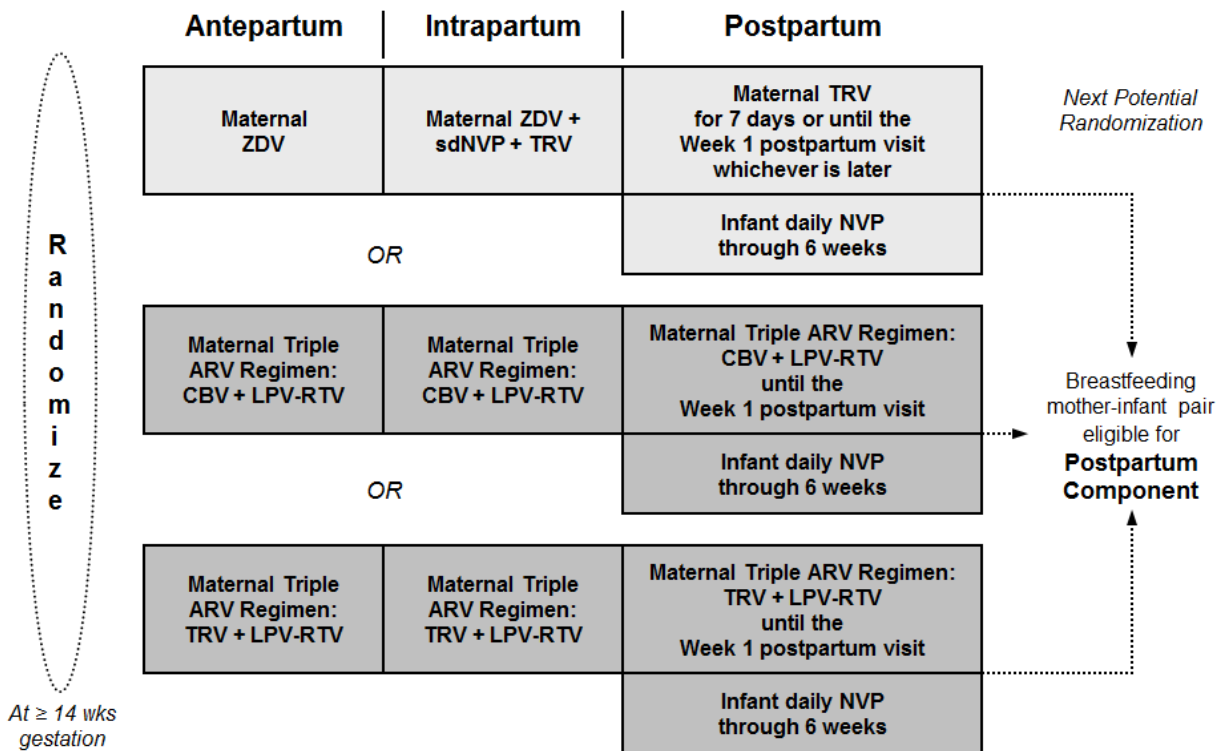 Antepartum
Intrapartum
Postpartum
Randomize
At ≥ 14 wks
gestation
Maternal
ZDV
Maternal ZDV +
sdNVP + TRV
Maternal TRV
for 7 days or until the
Week 1 postpartum visit
whichever is later
Infant daily NVP
through 6 weeks
OR
Maternal Triple
ARV Regimen:
CBV + LPV-RTV
Maternal Triple
ARV Regimen:
CBV + LPV-RTV
Maternal Triple ARV Regimen:
CBV + LPV-RTV
until the
Week 1 postpartum visit
Infant daily NVP
through 6 weeks
OR
Maternal Triple
ARV Regimen:
TRV + LPV-RTV
Maternal Triple
ARV Regimen:
TRV + LPV-RTV
Maternal Triple ARV Regimen:
TRV + LPV-RTV
until the
Week 1 postpartum visit
Infant daily NVP
through 6 weeks
Next Potential
Randomization
Breastfeeding
mother-infant pair
eligible for
Postpartum
Component